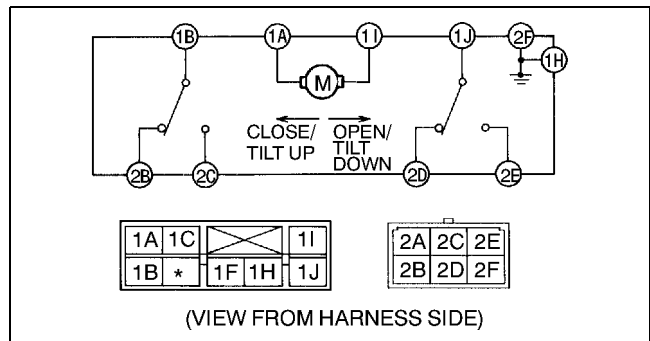 1B 1A 1I 1J 2F
1H
M
CLOSE/ OPEN/
TILT UP TILT
DOWN
2B 2C 2D 2E
1A 1C 1I
1B * 1F 1H 1J
2A 2C 2E
2B 2D 2F
(VIEW FROM HARNESS SIDE)